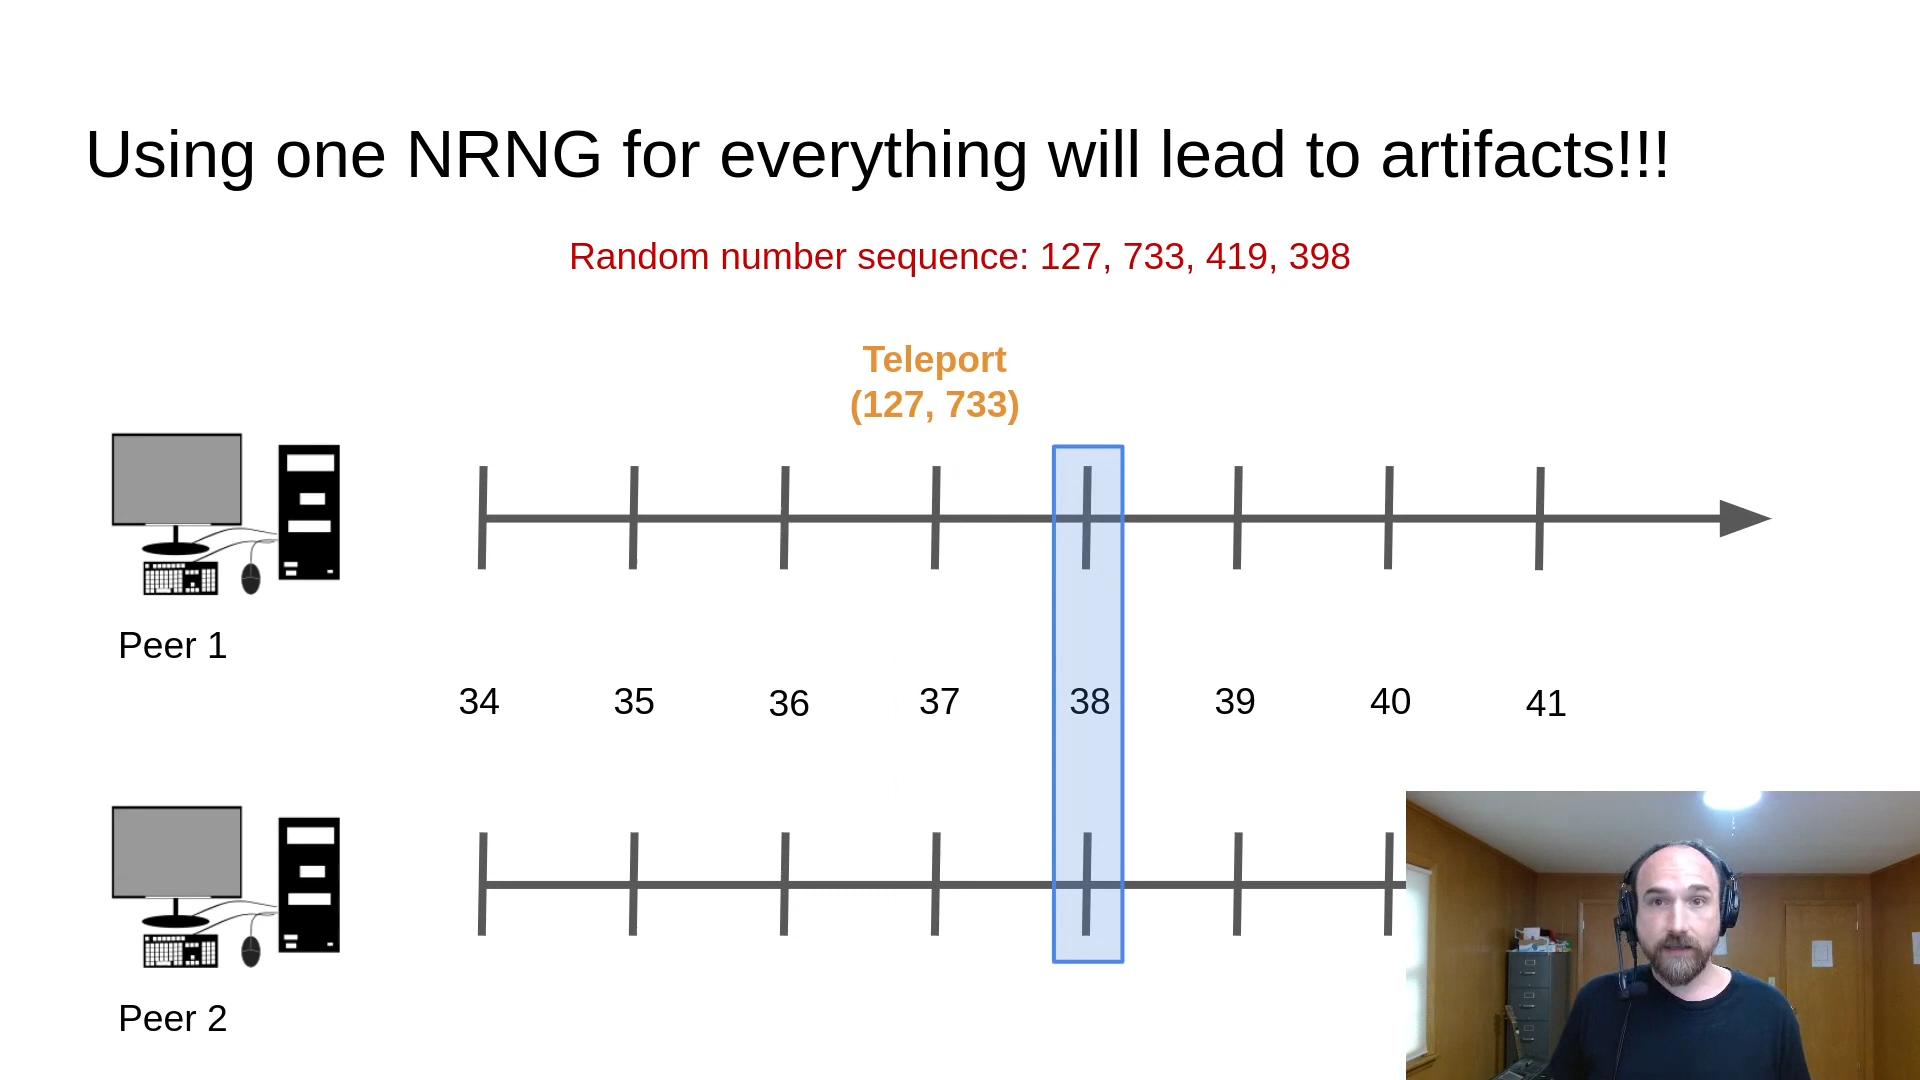 Using one NRNG for everything will lead to artifacts!!!
Random number sequence: 127, 733, 419, 398
Teleport
(127, 733)
Peer 1
34 35 36 37 38 39 40 41
Peer 2